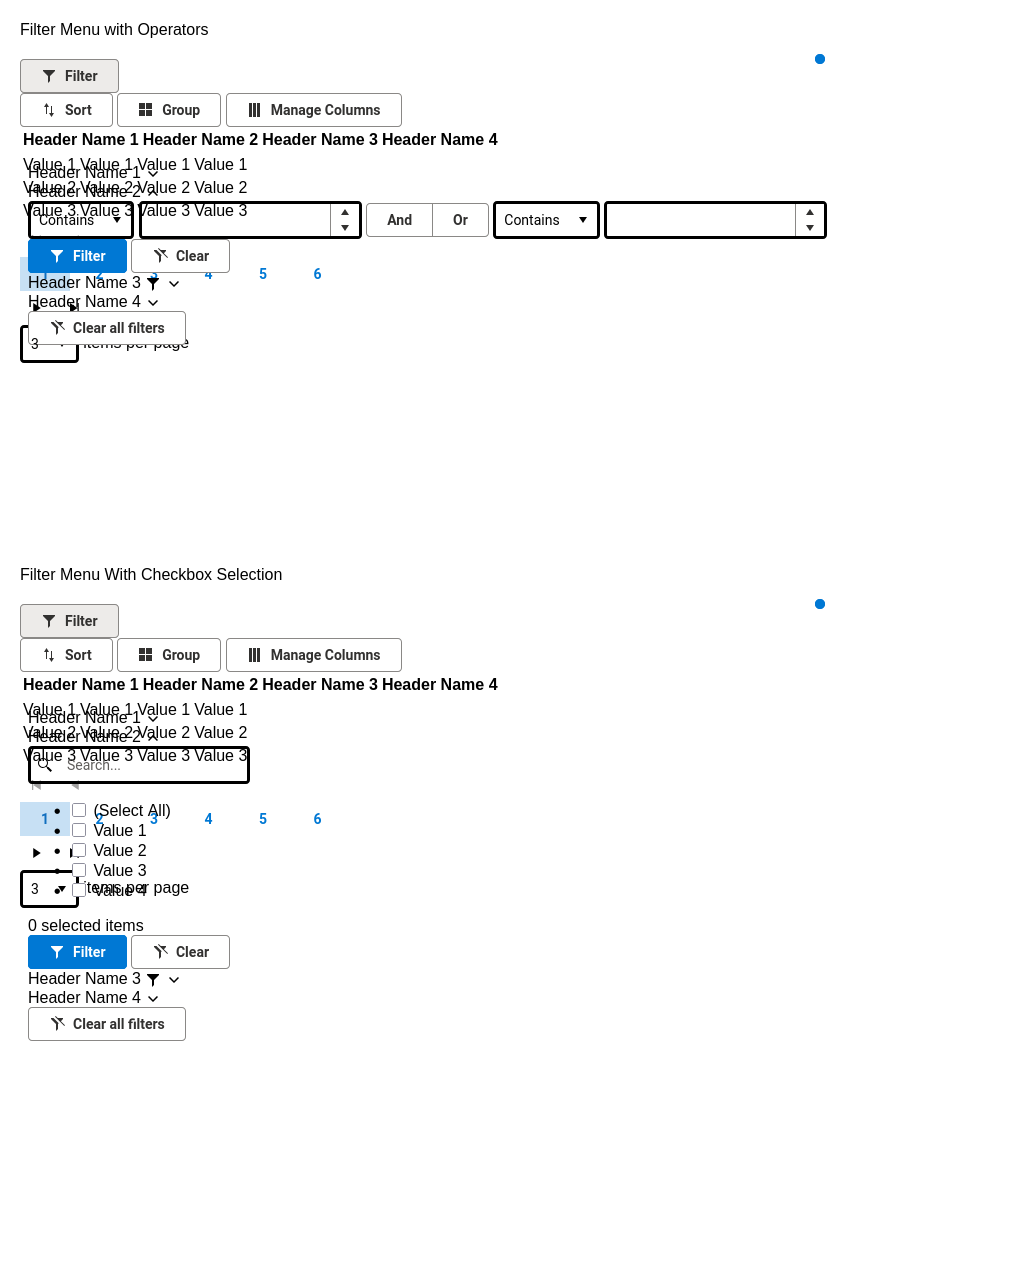 Filter Menu with Operators
Filter
Sort Group Manage Columns
Header Name 1 Header Name 2 Header Name 3 Header Name 4
Value 1 Value 1 Value 1 Value 1
Header Name 1
Value 2 Value 2 Value 2 Value 2
Header Name 2
Value 3 Value 3 Value 3 Value 3
Contains And Or Contains
Filter Clear
1 2 3 4 5 6
Header Name 3
Header Name 4
Clear all filters
3 items per page
Filter Menu With Checkbox Selection
Filter
Sort Group Manage Columns
Header Name 1 Header Name 2 Header Name 3 Header Name 4
Value 1 Value 1 Value 1 Value 1
Header Name 1
Value 2 Value 2 Value 2 Value 2
Header Name 2
Value 3 Value 3 Value 3 Value 3
Search...
(Select All)
1 2 3 4 5 6
Value 1
Value 2
Value 3
3 items per page
Value 4
0 selected items
Filter Clear
Header Name 3
Header Name 4
Clear all filters